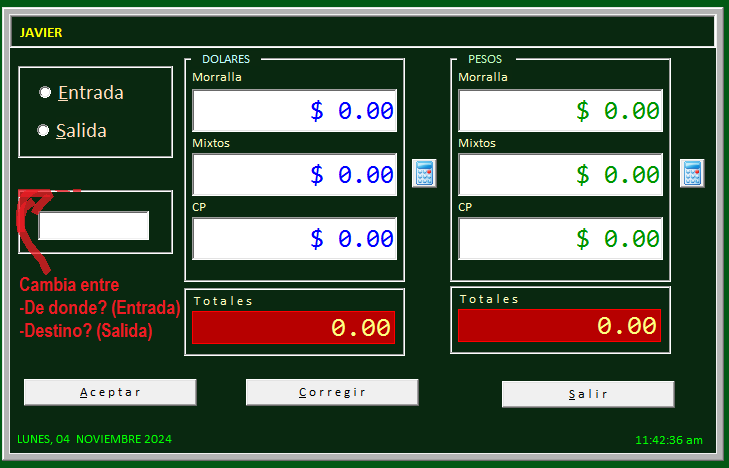 JAVIER
Entrada
Salida
Cambia entre
-De donde? (Entrada)
-Destino? (Salida)
DOLARES
Morralla
$ 0.00
Mixtos
$ 0.00
CP
$ 0.00
Totales
0.00
PESOS
Morralla
$ 0.00
Mixtos
$ 0.00
CP
$ 0.00
Totales
0.00
Aceptar
Corregir
Salir
LUNES, 04 NOVIEMBRE 2024
11:42:36 am